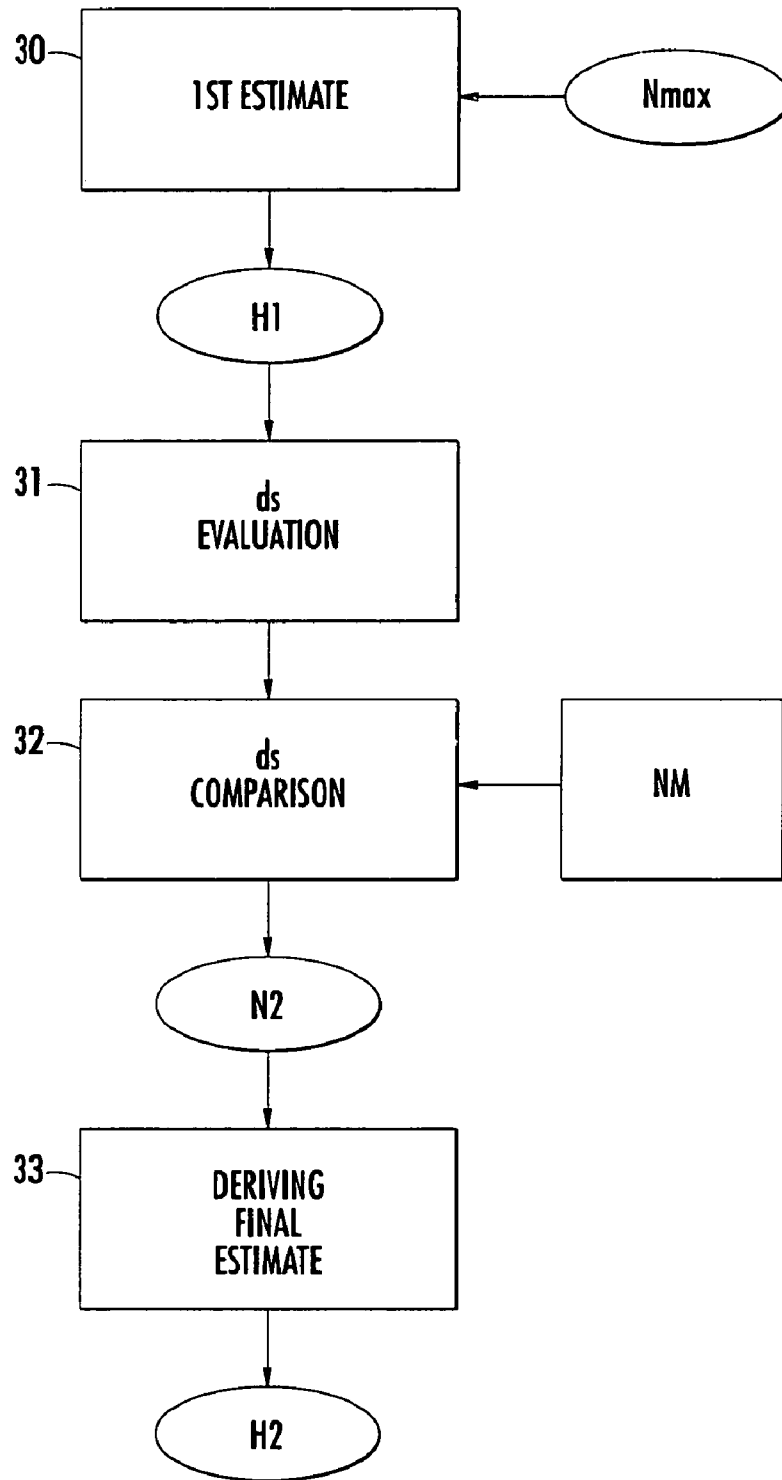 30
1ST ESTIMATE
Nmax
H1
31
ds
EVALUATION
32
ds
COMPARISON
NM
N2
33
DERIVING
FINAL
ESTIMATE
H2